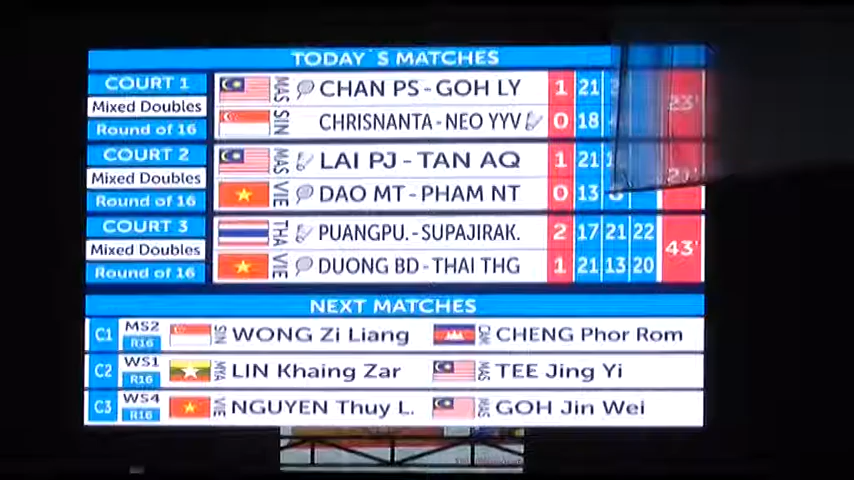 TODAY`S MATCHES
COURT 1
Mixed Doubles
Round of 16
MAS CHAN PS - GOH LY 1 21
SIN CHRISNANTA - NEO YYV 0 18
23'
COURT 2
Mixed Doubles
Round of 16
MAS LAI PJ - TAN AQ 1 21
VIE DAO MT - PHAM NT 0 13
COURT 3
Mixed Doubles
Round of 16
THA PUANGPU. - SUPAJIRAK. 2 17 21 22
VIE DUONG BD - THAI THG 1 21 13 20
43'
NEXT MATCHES
C1 MS2 R16 SIN WONG Zi Liang CAM CHENG Phor Rom
C2 WS1 R16 MYA LIN Khaing Zar MAS TEE Jing Yi
C3 WS4 R16 VIE NGUYEN Thuy L. MAS GOH Jin Wei